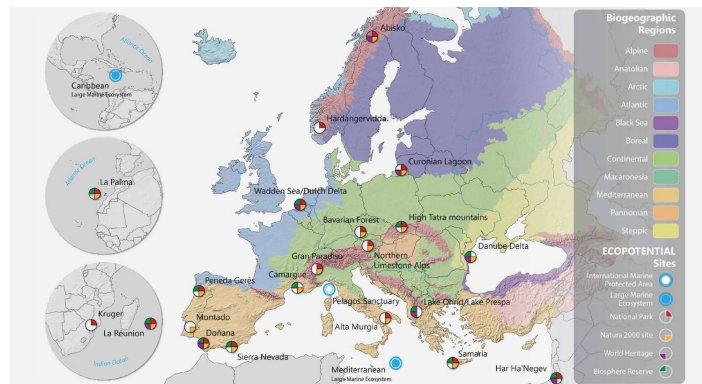 Atlantic Ocean
Caribbean
Large Marine Ecosystem
Atlantic Ocean
La Palma
Kruger
La Réunion
Indian Ocean
Abisko
Hardangervidda.
Curonian Lagoon
Wadden Sea/Dutch Delta
Bavarian Forest
High Tatra mountains
Gran Paradiso
Northern
Limestone Alps
Danube Delta
Camargue
Peneda Gerês
Pelagos Sanctuary
Lake Ohrid/Lake Prespa
Montado
Alta Murgia
Doñana
Sierra Nevada
Samaria
Mediterranean
Large Marine Ecosystem
Har Ha'Negev
Biogeographic
Regions
Alpine
Anatolian
Arctic
Atlantic
Black Sea
Boreal
Continental
Macaronesia
Mediterranean
Pannonian
Steppic
ECOPOTENTIAL
Sites
International Marine
Protected Area
Large Marine
Ecosystem
National Park
Natura 2000 site
World Heritage
Biosphere Reserve